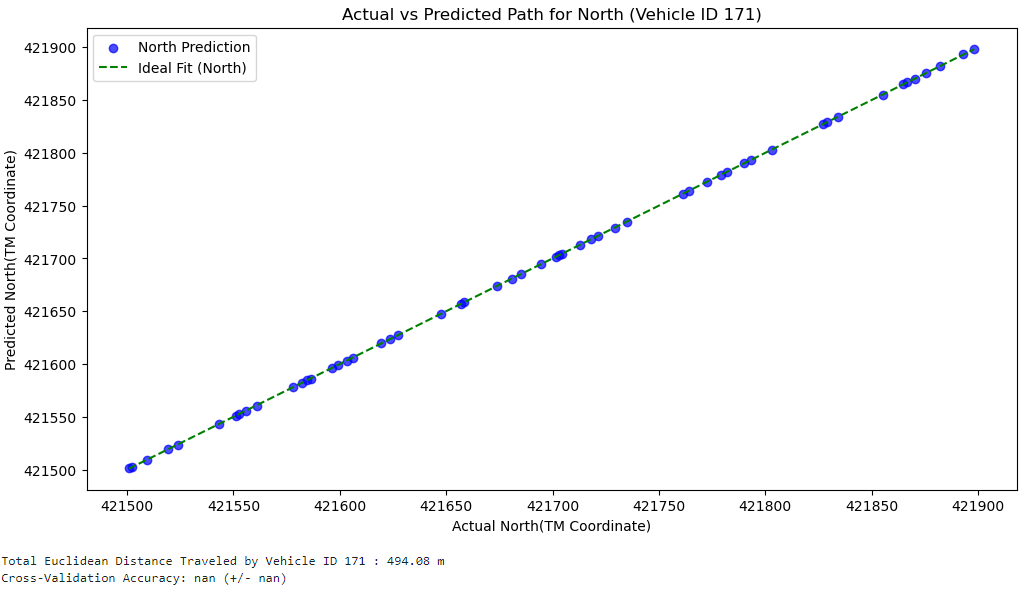 Actual vs Predicted Path for North (Vehicle ID 171)
North Prediction
Ideal Fit (North)
421900
421850
421800
421750
421700
421650
421600
421550
421500
Predicted North(TM Coordinate)
421500 421550 421600 421650 421700 421750 421800 421850 421900
Actual North(TM Coordinate)
Total Euclidean Distance Traveled by Vehicle ID 171 : 494.08 m
Cross-Validation Accuracy: nan (+/- nan)